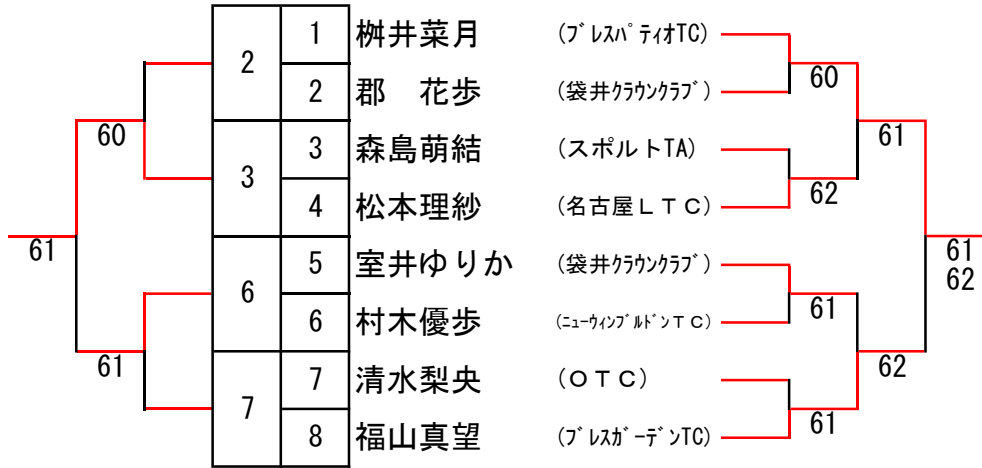 1 桝井菜月 (ﾌﾞﾚｽﾊﾟﾃｨｵTC)
2 2 郡　花歩 (袋井ｸﾗｳﾝｸﾗﾌﾞ) 60
60 3 森島萌結 (スポルトTA) 61
3 4 松本理紗 (名古屋ＬＴＣ) 62
61 5 室井ゆりか (袋井ｸﾗｳﾝｸﾗﾌﾞ) 61
62
6 6 村木優歩 (ﾆｭｰｳｨﾝﾌﾞﾙﾄﾞﾝＴＣ) 61
61 7 清水梨央 (ＯＴＣ) 62
7 8 福山真望 (ﾌﾞﾚｽｶﾞｰﾃﾞﾝTC) 61